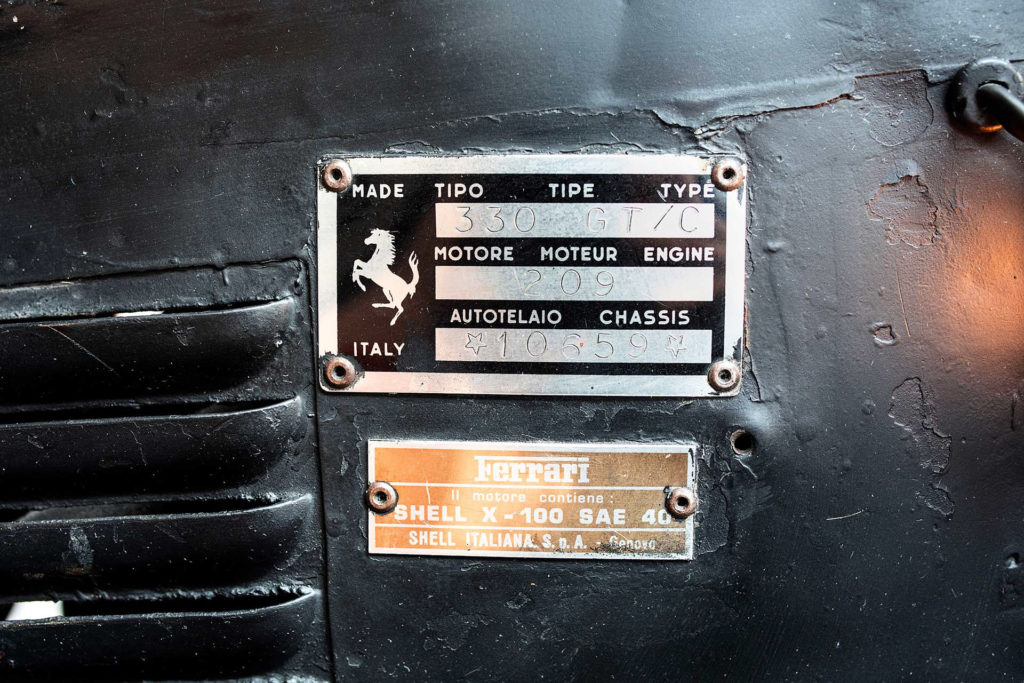 MADE TIPO TIPE TYPE
330 GT/C
MOTORE MOTEUR ENGINE
209
AUTOTELAIO CHASSIS
☆10659☆
ITALY
Ferrari
Il motore contiene:
SHELL X-100 SAE 40
SHELL ITALIANA S.p.A. - Genova